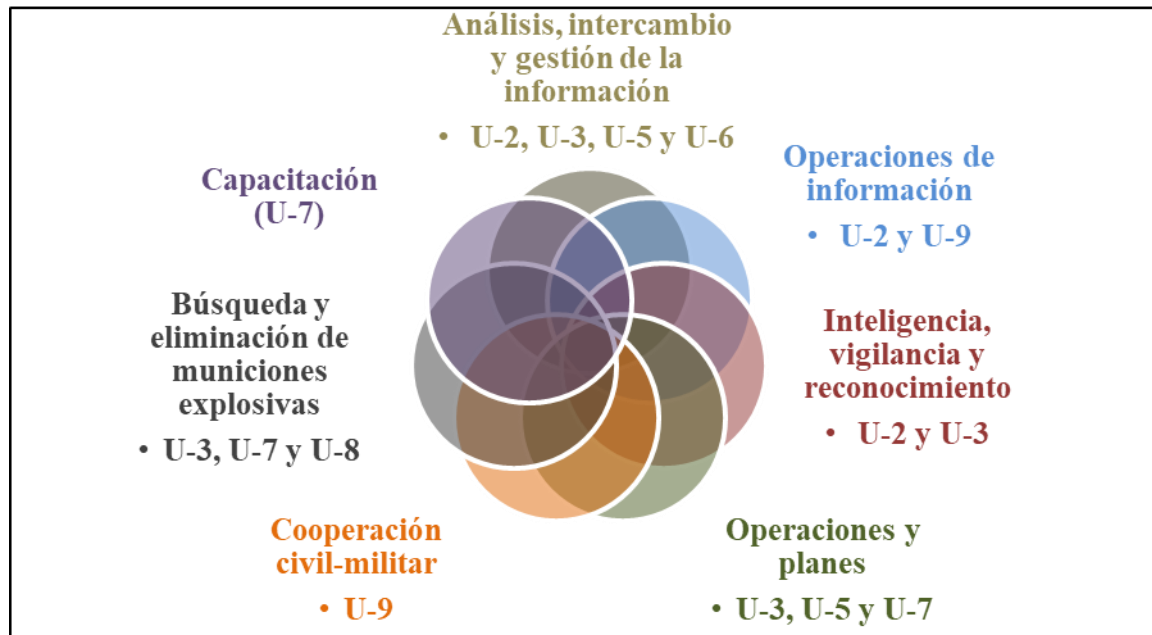 Análisis, intercambio
y gestión de la
información
• U-2, U-3, U-5 y U-6
Operaciones de
información
• U-2 y U-9
Inteligencia,
vigilancia y
reconocimiento
• U-2 y U-3
Operaciones y
planes
• U-3, U-5 y U-7
Cooperación
civil-militar
• U-9
Búsqueda y
eliminación de
municiones
explosivas
• U-3, U-7 y U-8
Capacitación
(U-7)